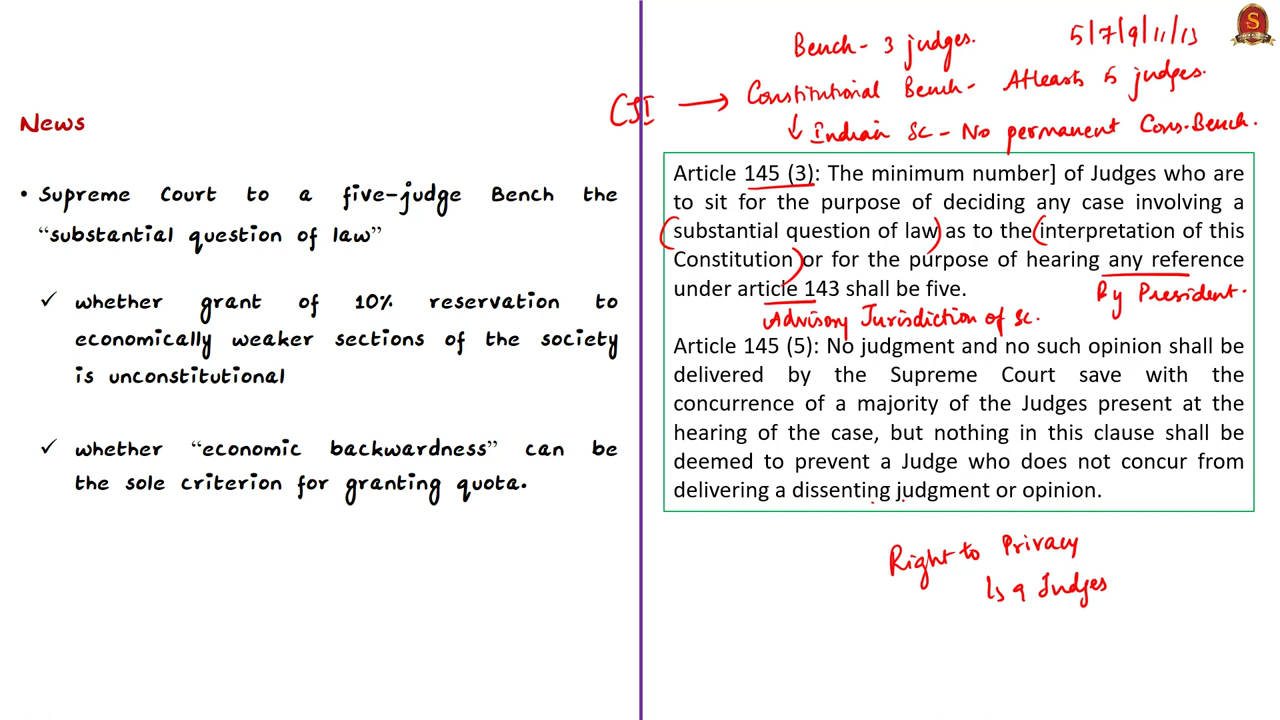 News
• Supreme Court to a five-judge Bench the
“substantial question of law”
✓ whether grant of 10% reservation to
economically weaker sections of the society
is unconstitutional
✓ whether “economic backwardness” can be
the sole criterion for granting quota.
S
Bench - 3 judges.
5/7/9/11/13
CJI → Constitutional Bench - Atleast 5 judges.
↓ Indian SC - No permanent Cons. Bench.
Article 145 (3): The minimum number] of Judges who are
to sit for the purpose of deciding any case involving a
(substantial question of law) as to the (interpretation of this
Constitution) or for the purpose of hearing any reference
under article 143 shall be five.
By President.
Advisory Jurisdiction of SC.
Article 145 (5): No judgment and no such opinion shall be
delivered by the Supreme Court save with the
concurrence of a majority of the Judges present at the
hearing of the case, but nothing in this clause shall be
deemed to prevent a Judge who does not concur from
delivering a dissenting judgment or opinion.
Right to Privacy
↳ 9 Judges